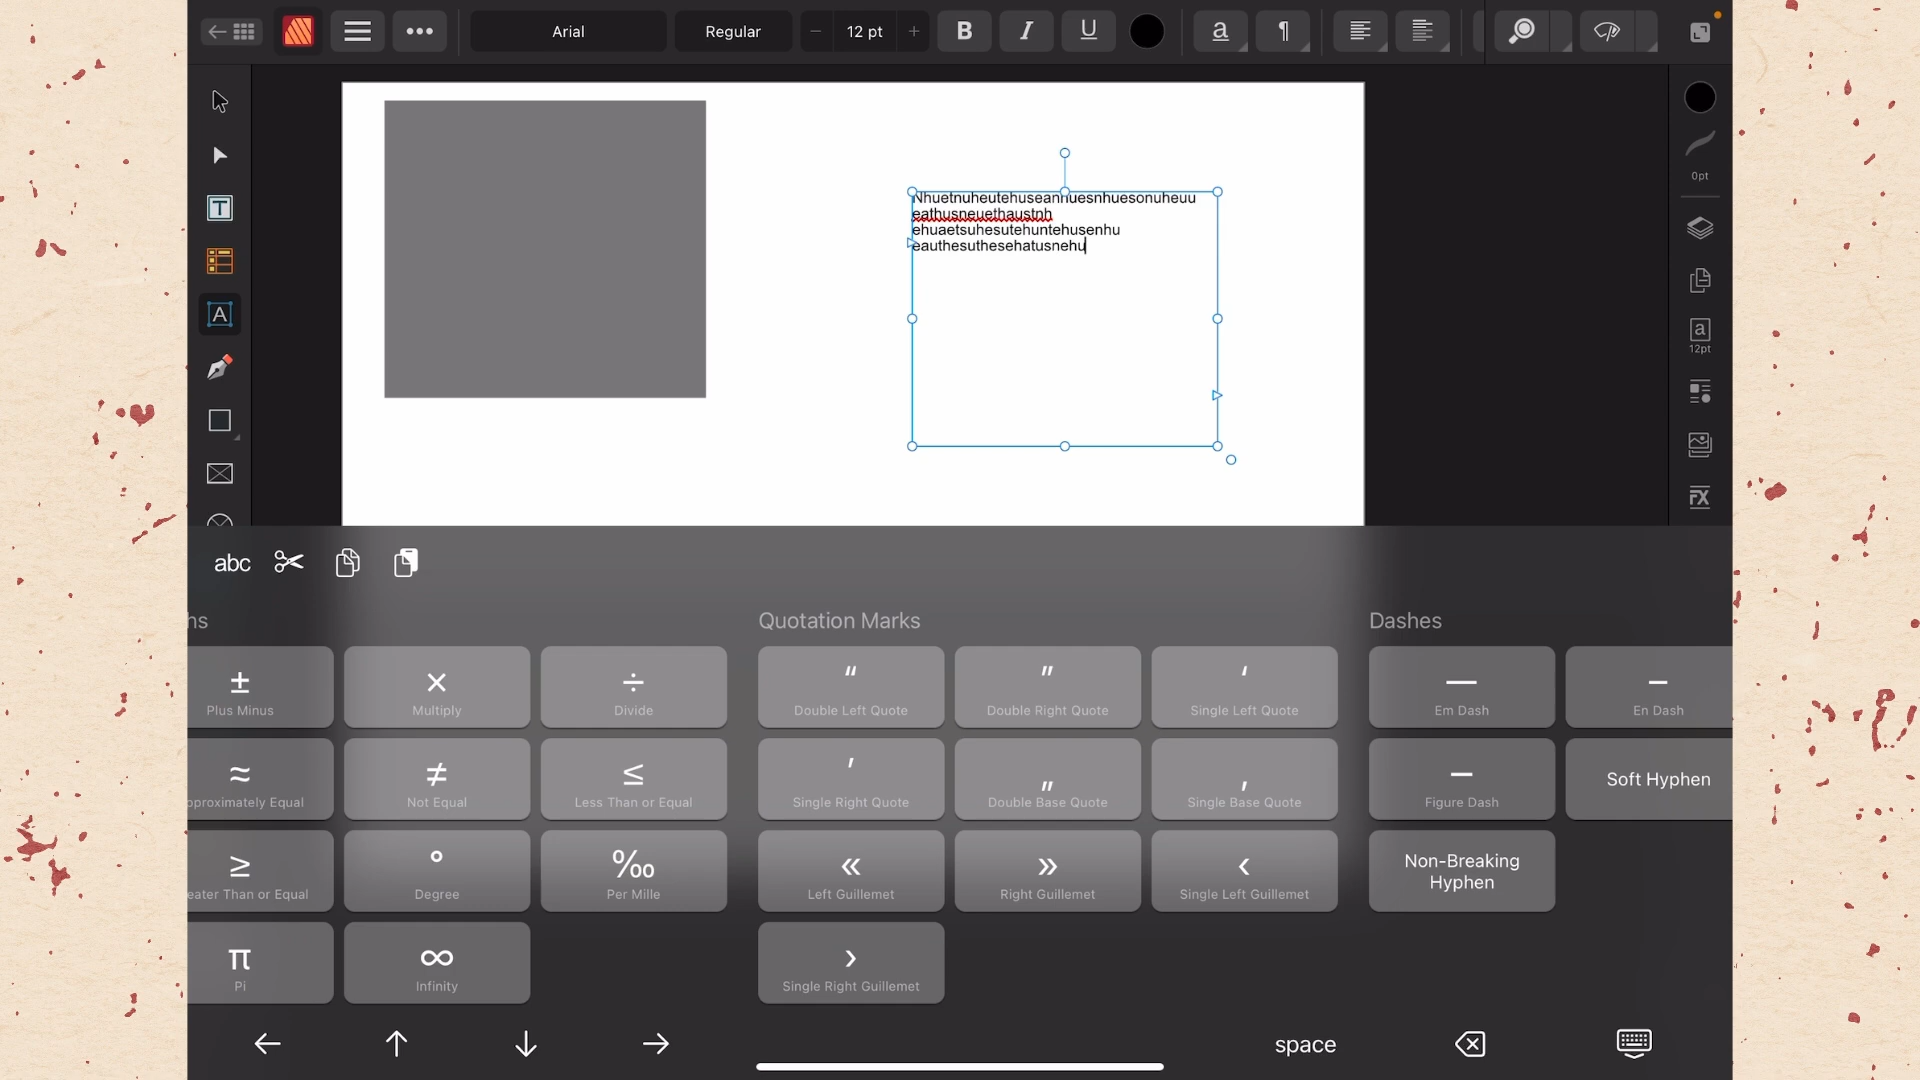 Arial
Regular
12 pt
B
I
U
a
¶
T
A
0pt
a
12pt
FX
Nhuetnuheutehuseanhuesnhuesonuheuu
eathusneuethaustnh
ehuaetsuhesutehuntehusenhu
eauthesuthesehatusnehu
abc
hs
Quotation Marks
Dashes
±
Plus Minus
×
Multiply
÷
Divide
“
Double Left Quote
”
Double Right Quote
‘
Single Left Quote
—
Em Dash
–
En Dash
≈
pproximately Equal
≠
Not Equal
≤
Less Than or Equal
’
Single Right Quote
„
Double Base Quote
‚
Single Base Quote
‒
Figure Dash
Soft Hyphen
≥
eater Than or Equal
°
Degree
‰
Per Mille
«
Left Guillemet
»
Right Guillemet
‹
Single Left Guillemet
Non-Breaking
Hyphen
π
Pi
∞
Infinity
›
Single Right Guillemet
space